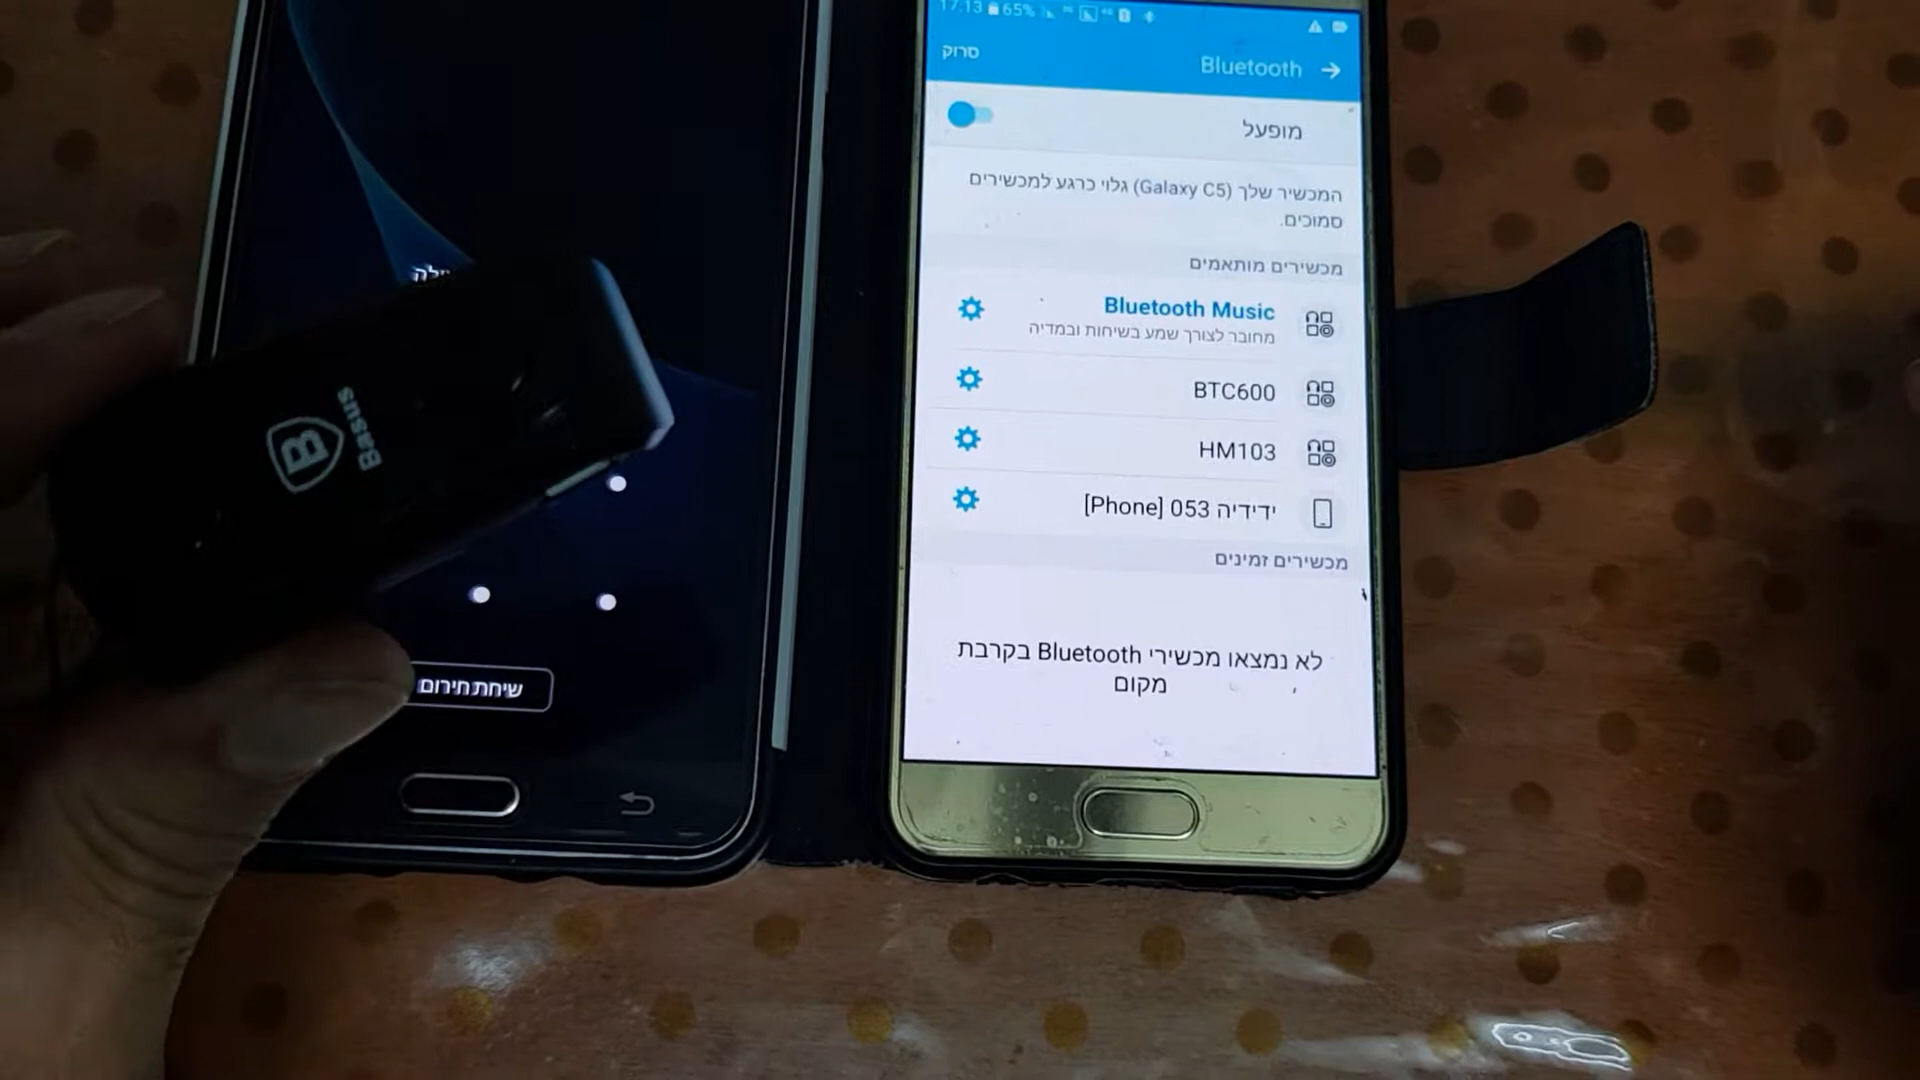 17:13 65%
סרוק
Bluetooth
מופעל
המכשיר שלך (Galaxy C5) גלוי כרגע למכשירים
סמוכים.
מכשירים מותאמים
Bluetooth Music
מחובר לצורך שמע בשיחות ובמדיה
BTC600
HM103
ידידיה 053 [Phone]
מכשירים זמינים
לא נמצאו מכשירי Bluetooth בקרבת
מקום
B
Basus
שיחת חירום